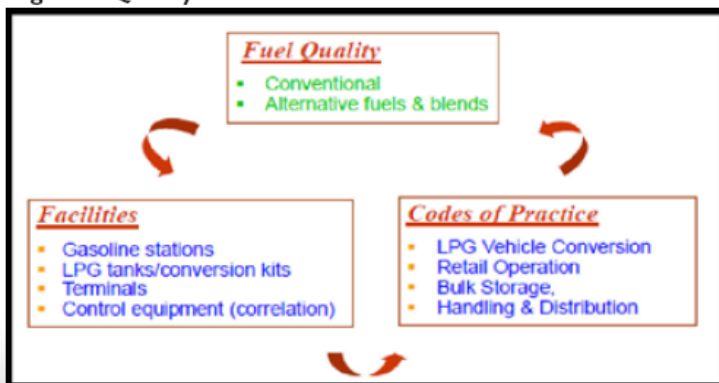 Fuel Quality
▪ Conventional
▪ Alternative fuels & blends
Facilities
▪ Gasoline stations
▪ LPG tanks/conversion kits
▪ Terminals
▪ Control equipment (correlation)
Codes of Practice
▪ LPG Vehicle Conversion
▪ Retail Operation
▪ Bulk Storage,
▪ Handling & Distribution